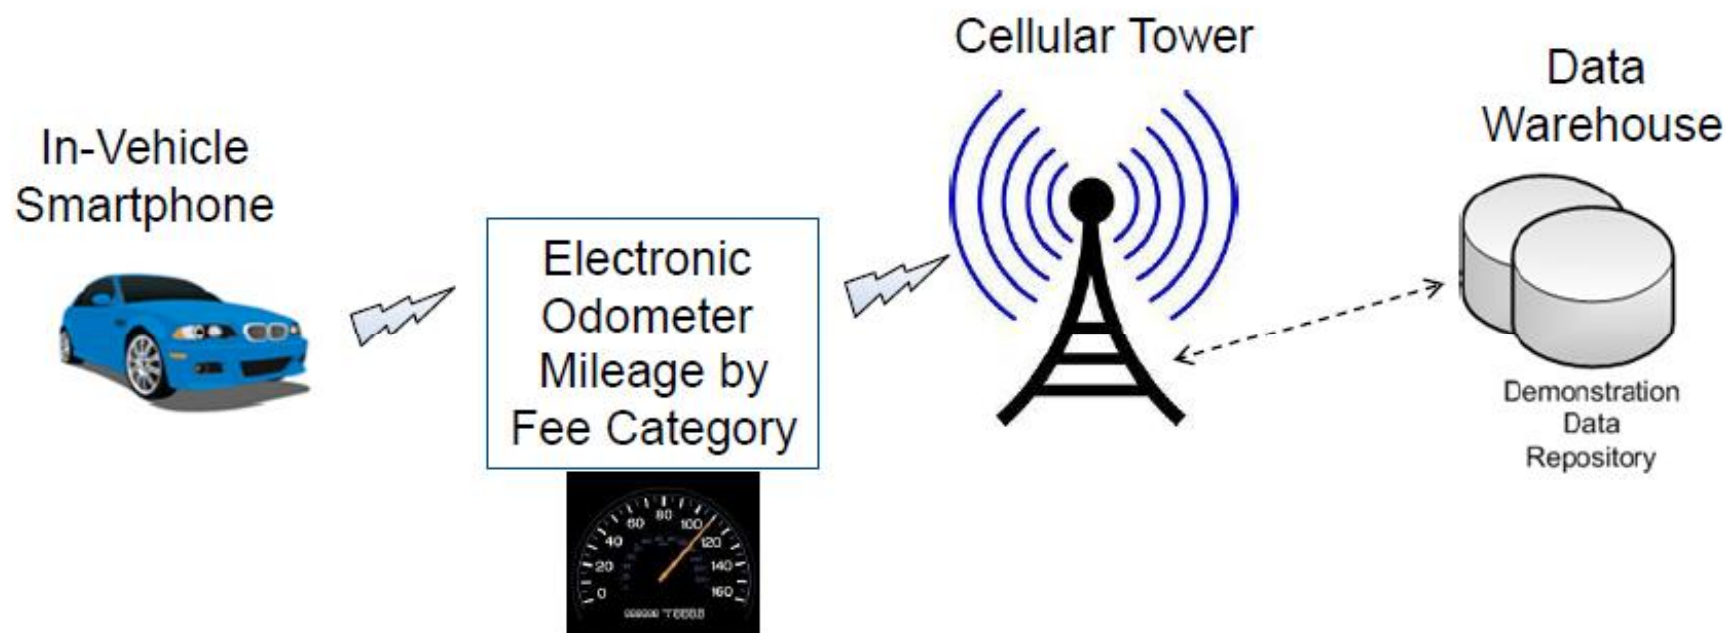 In-Vehicle
Smartphone
Electronic
Odometer
Mileage by
Fee Category
0
20
40
60
80
100
120
140
160
Cellular Tower
Data
Warehouse
Demonstration
Data
Repository